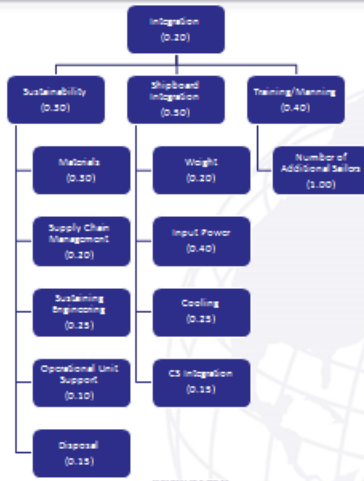 Integration
(0.20)
Sustainability
(0.30)
Shipboard
Integration
(0.30)
Training/Manning
(0.40)
Materials
(0.30)
Weight
(0.20)
Number of
Additional Sailors
(1.00)
Supply Chain
Management
(0.20)
Input Power
(0.40)
Sustaining
Engineering
(0.25)
Cooling
(0.25)
Operational Unit
Support
(0.10)
CS Integration
(0.15)
Disposal
(0.15)